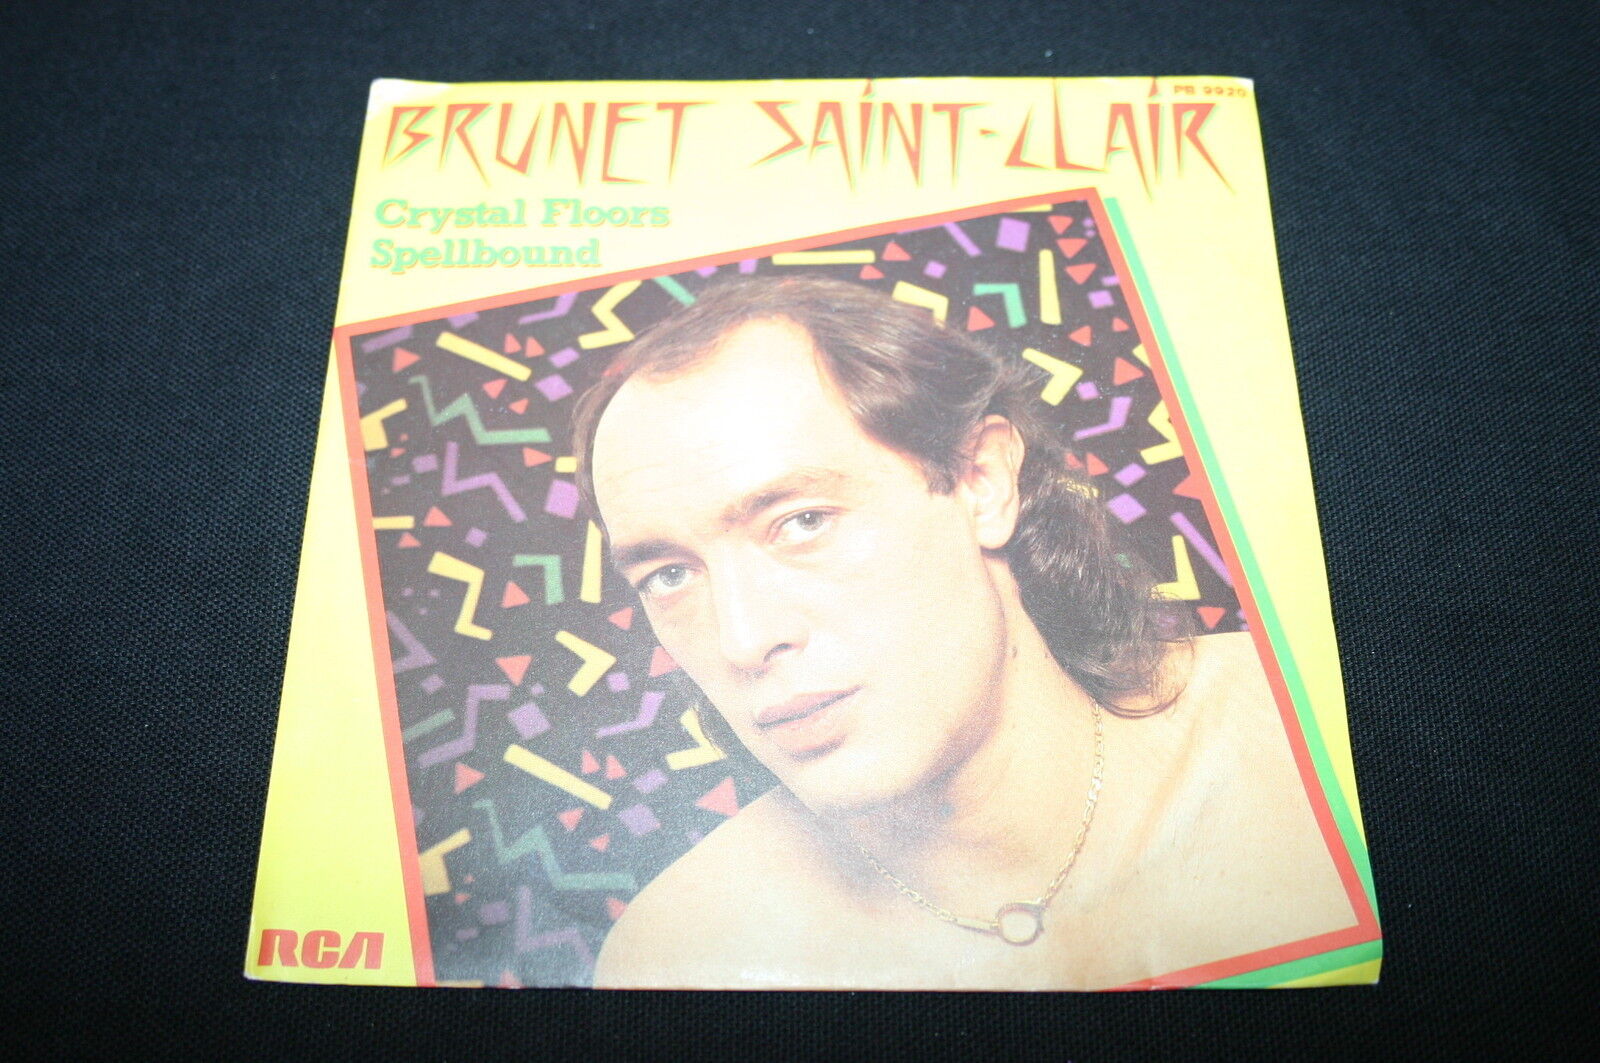 PB 9920
BRUNET SAINT-CLAIR
Crystal Floors
Spellbound
RCA